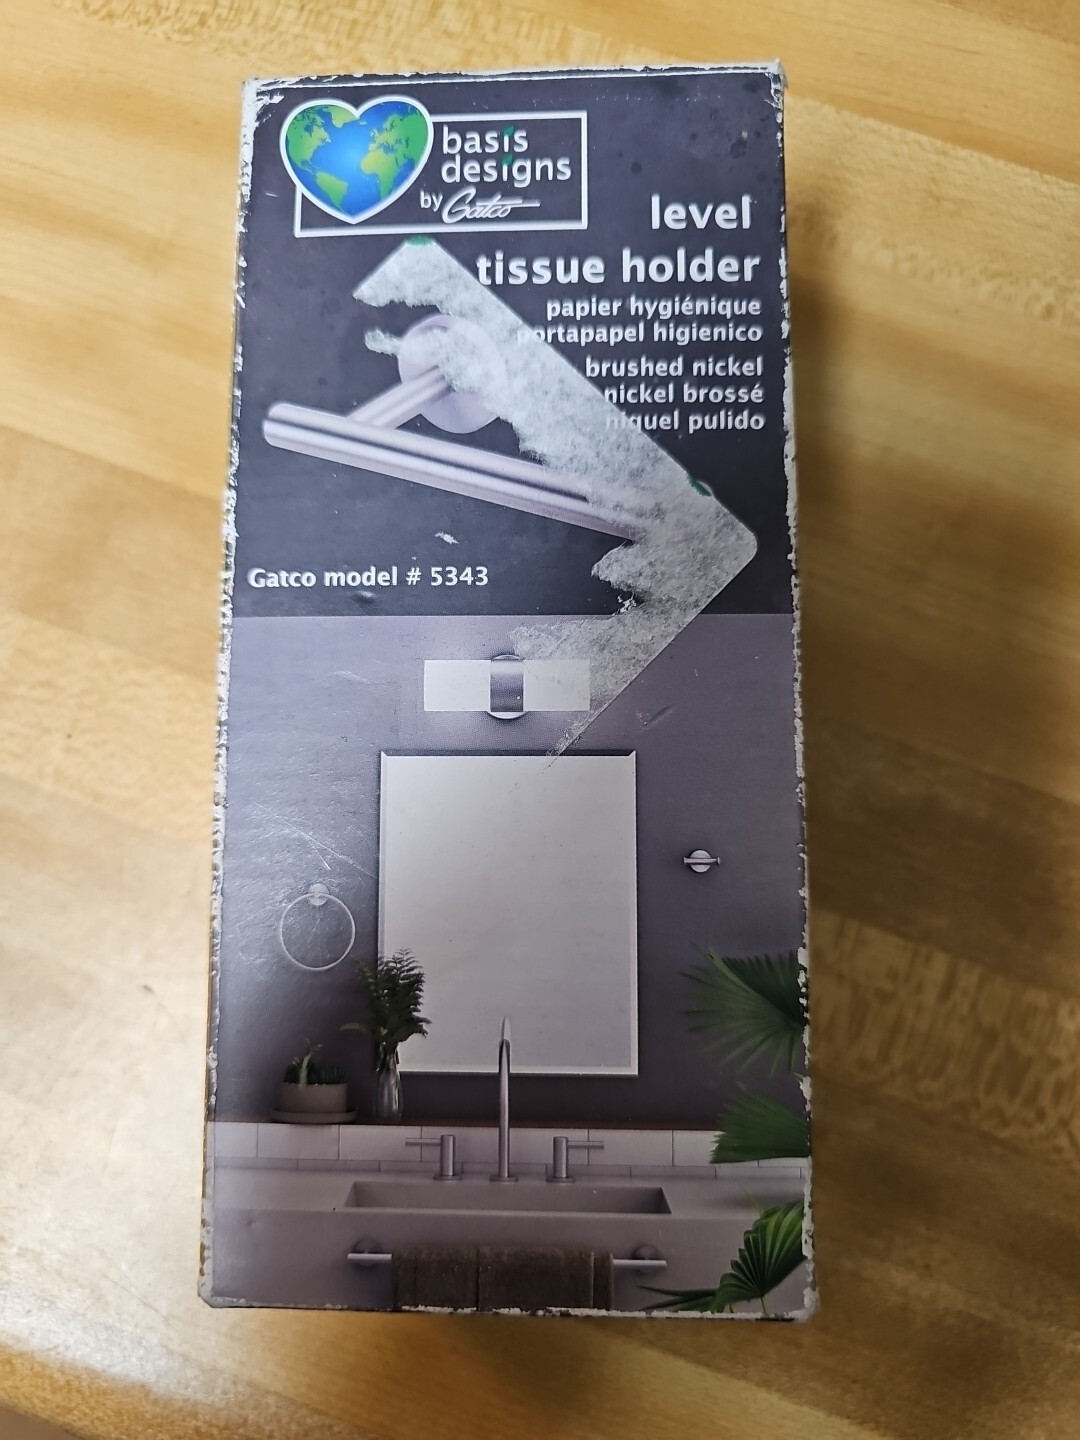 basis
designs
by Gatco
level
tissue holder
papier hygiénique
portapapel higienico
brushed nickel
nickel brossé
niquel pulido
Gatco model # 5343